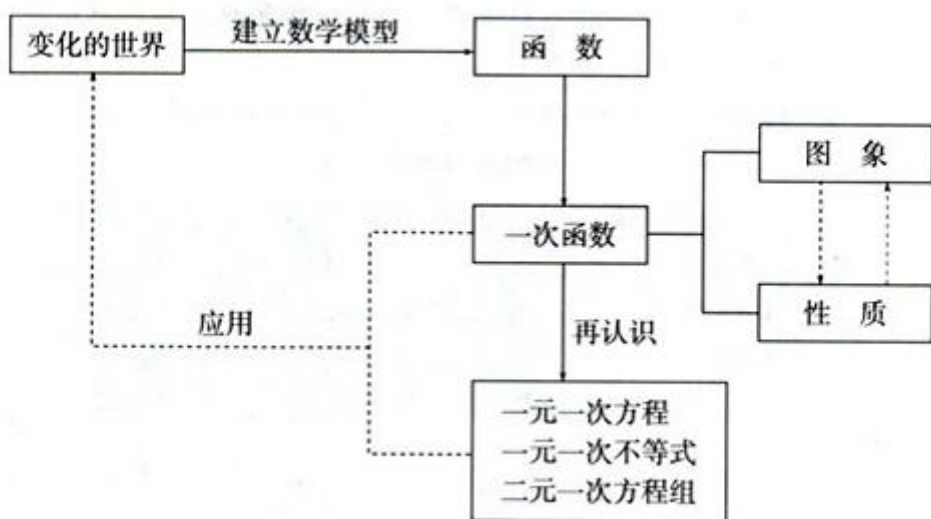 变化的世界
建立数学模型
函 数
图 象
一次函数
性 质
应用
再认识
一元一次方程
一元一次不等式
二元一次方程组